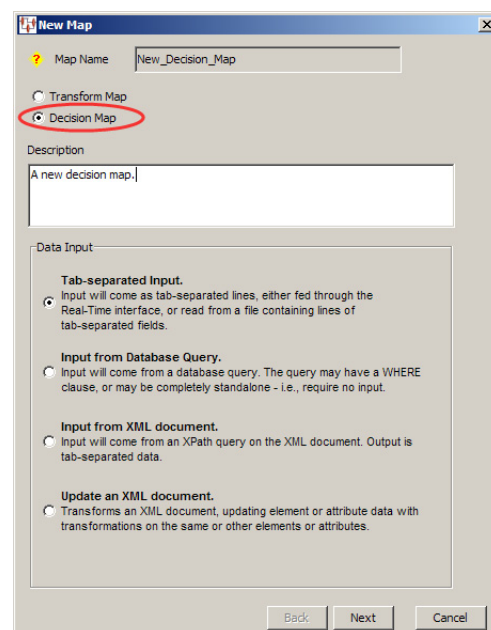 New Map
? Map Name New_Decision_Map
Transform Map
Decision Map
Description
A new decision map.
Data Input
Tab-separated Input.
Input will come as tab-separated lines, either fed through the
Real-Time interface, or read from a file containing lines of
tab-separated fields.
Input from Database Query.
Input will come from a database query. The query may have a WHERE
clause, or may be completely standalone - i.e., require no input.
Input from XML document.
Input will come from an XPath query on the XML document. Output is
tab-separated data.
Update an XML document.
Transforms an XML document, updating element or attribute data with
transformations on the same or other elements or attributes.
Back Next Cancel